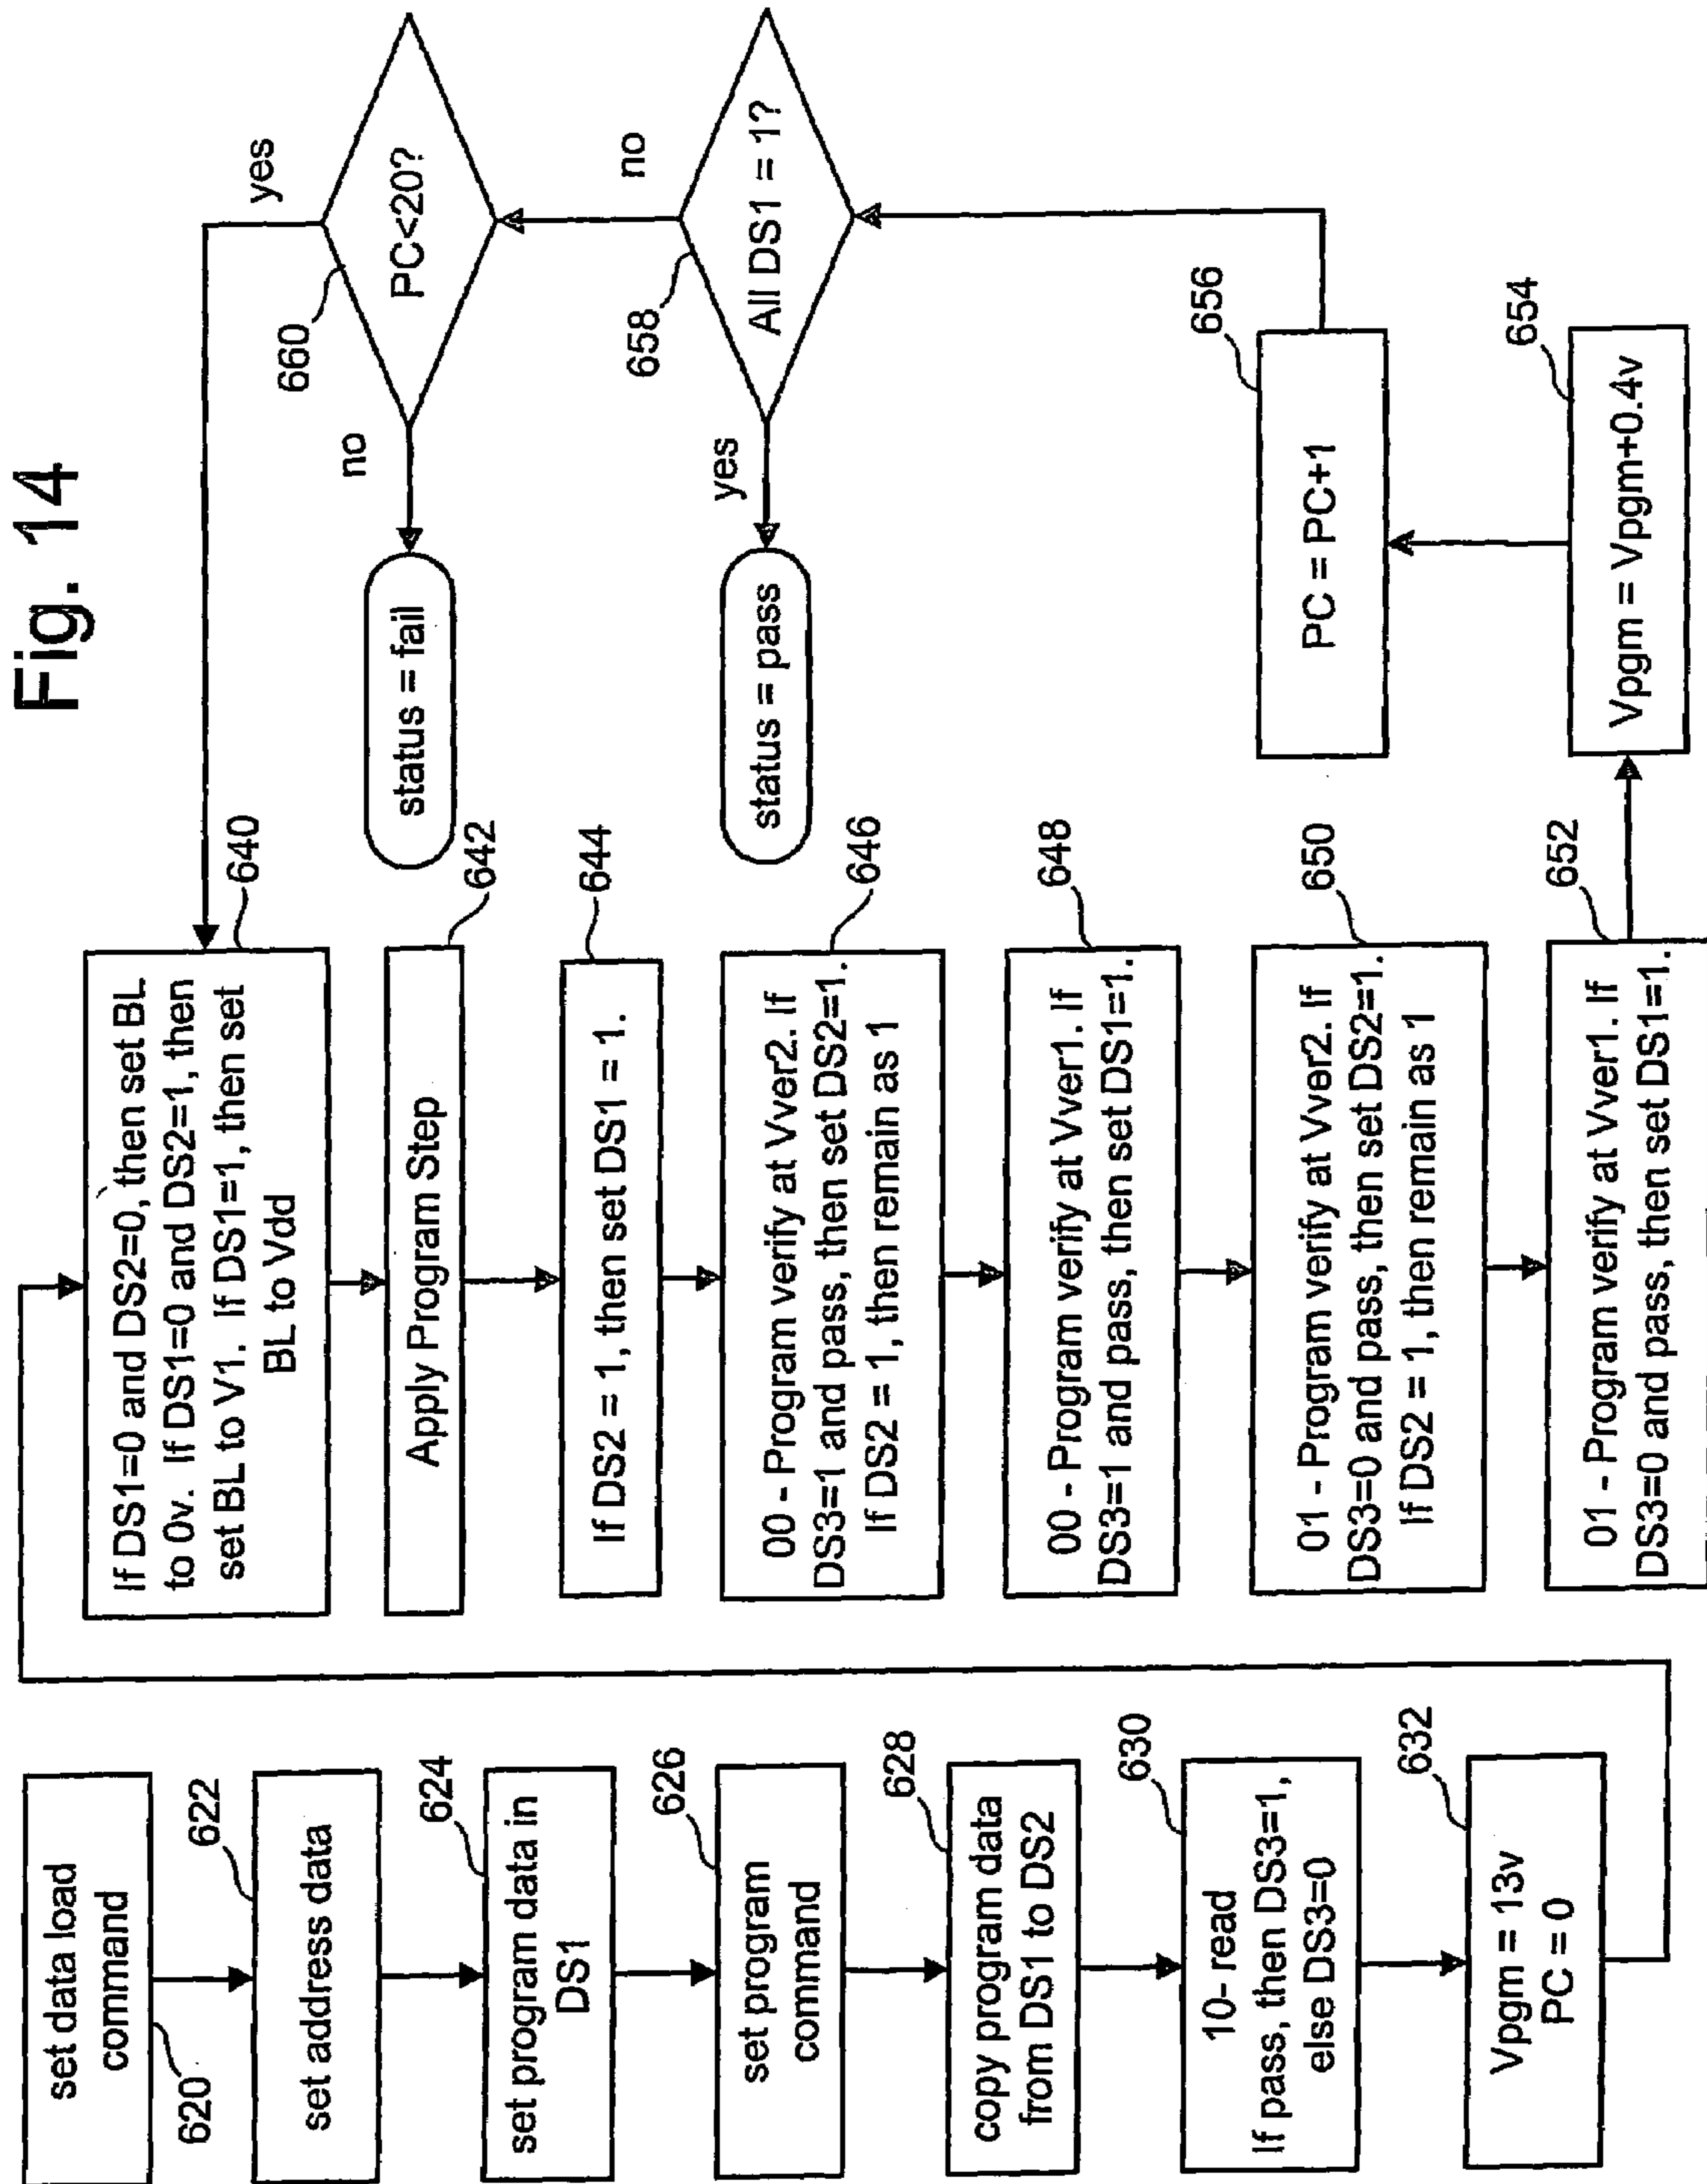 Fig. 14
set data load
command
620
set address data
622
set program data in
DS1
624
set program
command
626
copy program data
from DS1 to DS2
628
10- read
If pass, then DS3=1,
else DS3=0
630
Vpgm = 13v
PC = 0
632
If DS1=0 and DS2=0, then set BL
to 0v. If DS1=0 and DS2=1, then
set BL to V1. If DS1=1, then set
BL to Vdd
640
Apply Program Step
642
If DS2 = 1, then set DS1 = 1.
644
00 - Program verify at Vver2. If
DS3=1 and pass, then set DS2=1.
If DS2 = 1, then remain as 1
646
00 - Program verify at Vver1. If
DS3=1 and pass, then set DS1=1.
648
01 - Program verify at Vver2. If
DS3=0 and pass, then set DS2=1.
If DS2 = 1, then remain as 1
650
01 - Program verify at Vver1. If
DS3=0 and pass, then set DS1=1.
652
Vpgm = Vpgm+0.4v
654
PC = PC+1
656
All DS1 = 1?
658
yes
status = pass
no
PC<20?
660
no
status = fail
yes